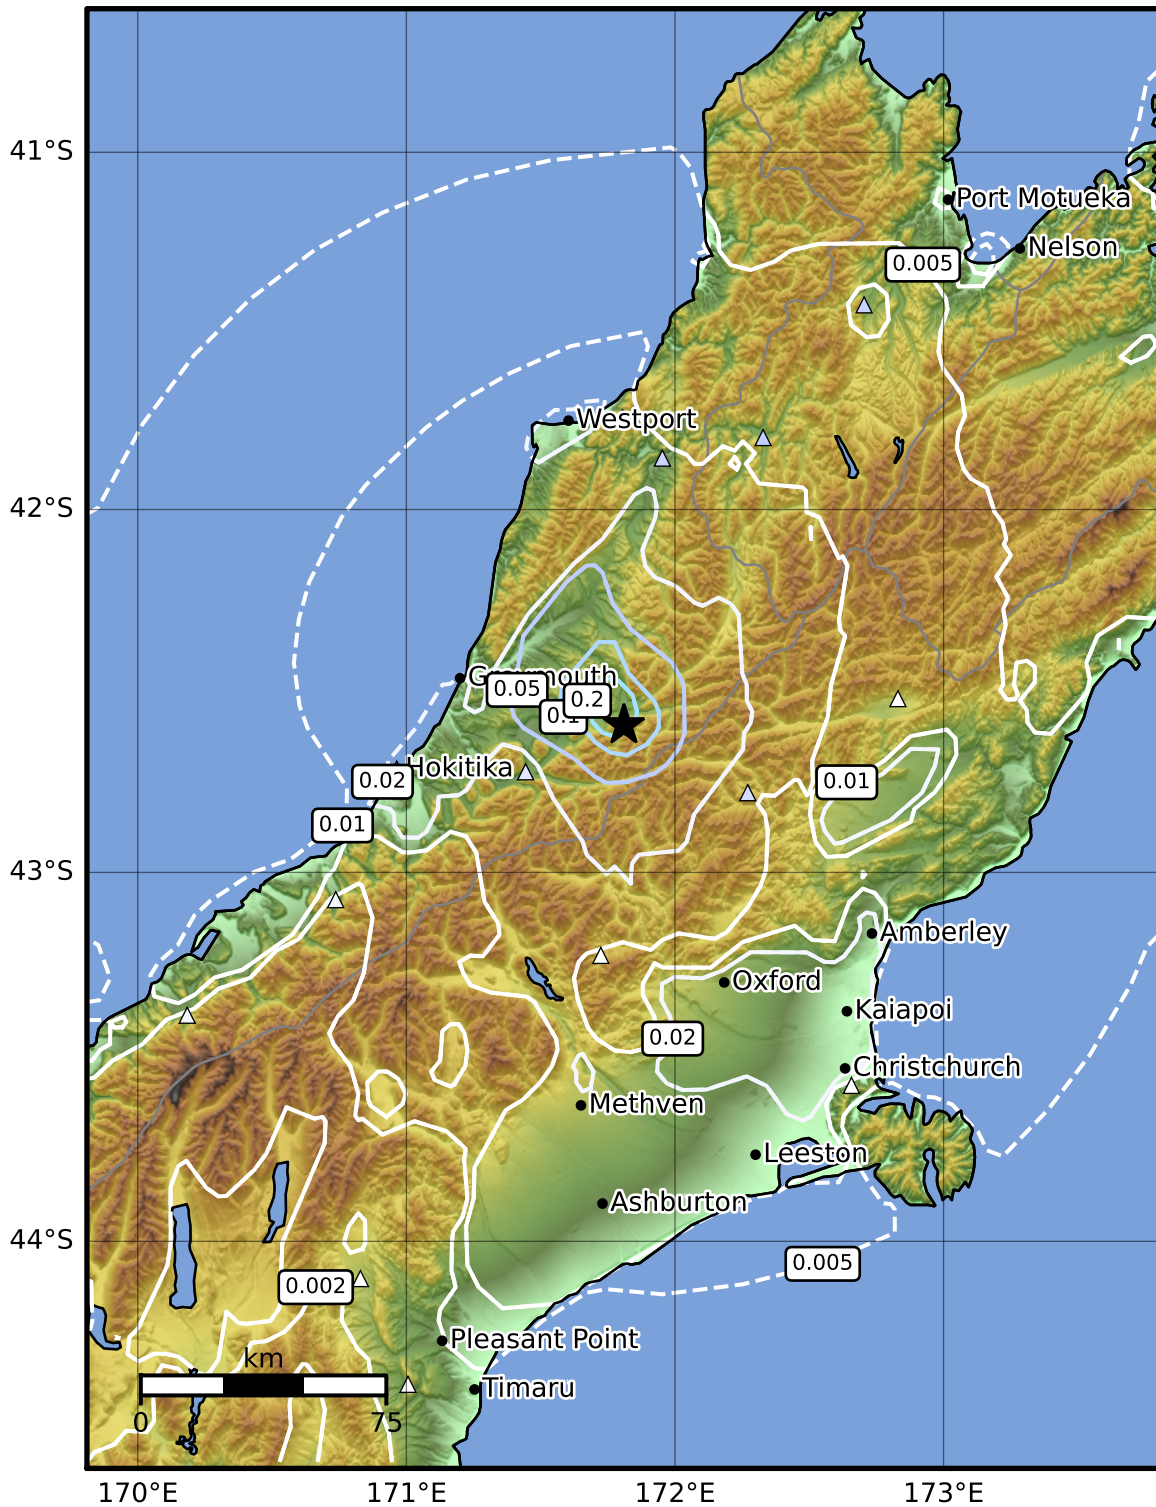 41°S
Port Motueka
Nelson
0.005
Westport
42°S
Greymouth
0.05
0.2
0.1
Hokitika
0.02
0.01
0.01
43°S
Amberley
Oxford
Kaiapoi
0.02
Christchurch
Methven
Leeston
Ashburton
44°S
0.005
0.002
Pleasant Point
km
Timaru
0
75
170°E
171°E
172°E
173°E